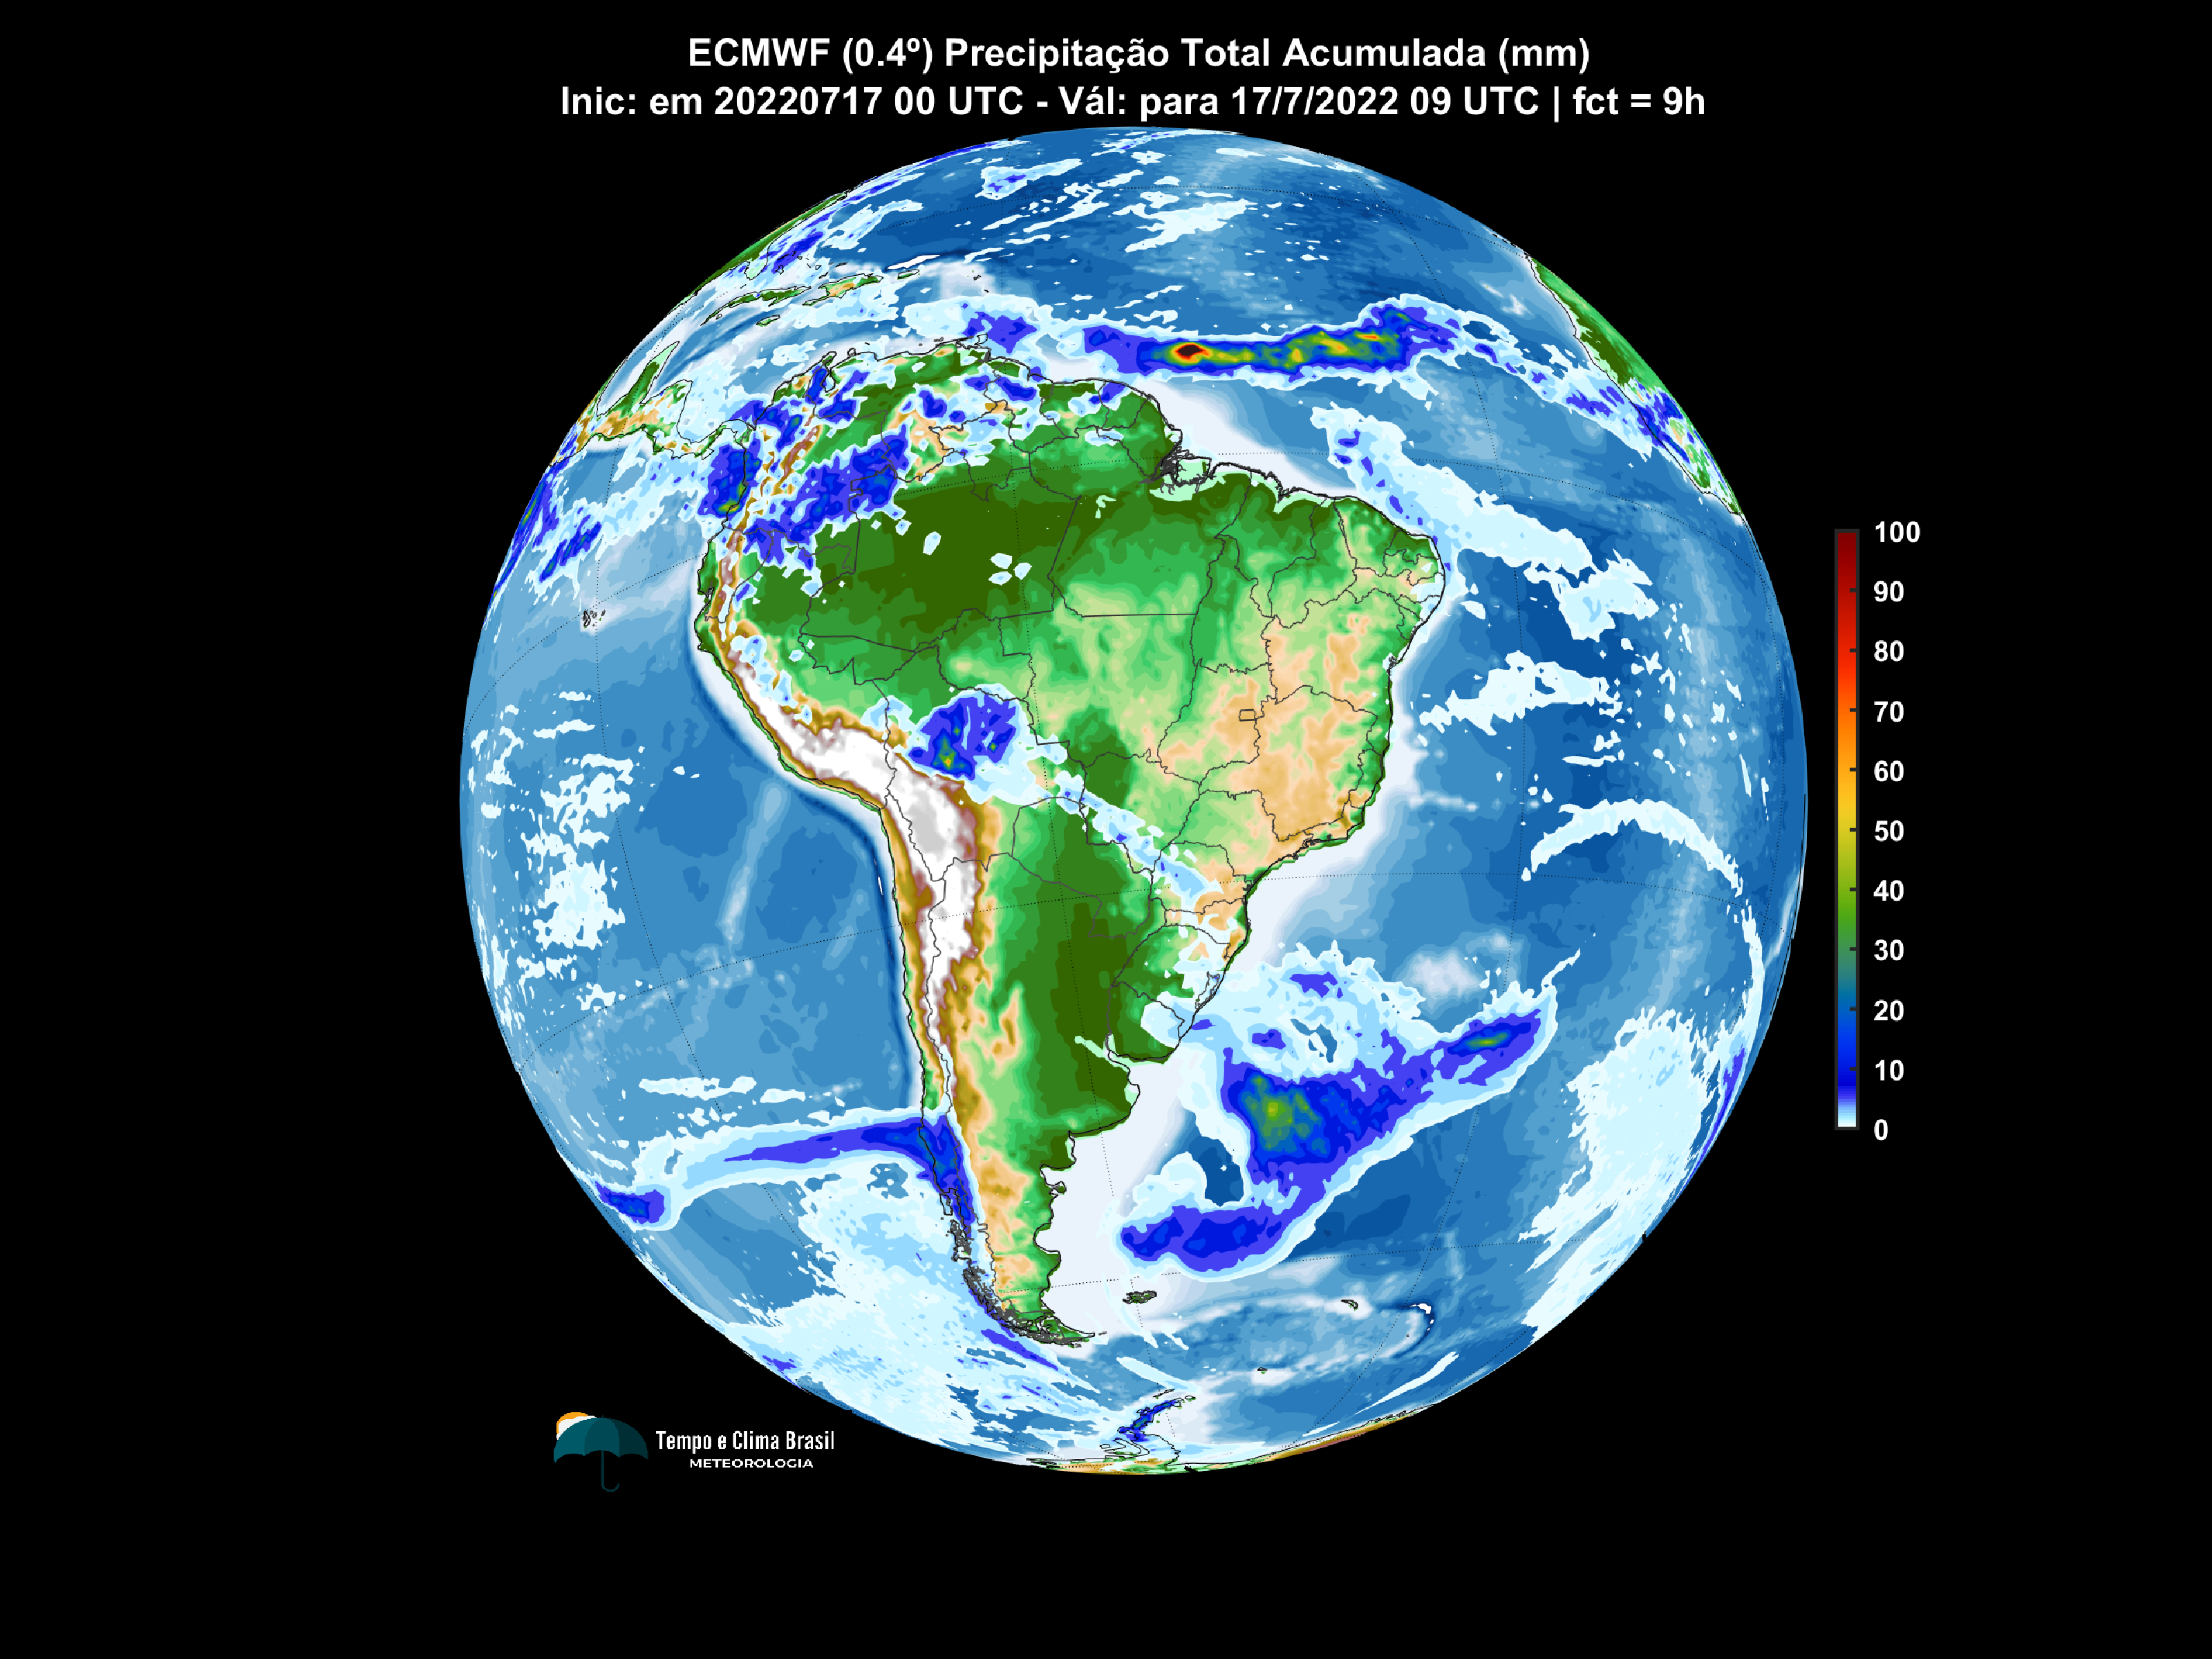 ECMWF (0.4º) Precipitação Total Acumulada (mm)
Inic: em 20220717 00 UTC - Vál: para 17/7/2022 09 UTC | fct = 9h
100
90
80
70
60
50
40
30
20
10
0
Tempo e Clima Brasil
METEOROLOGIA